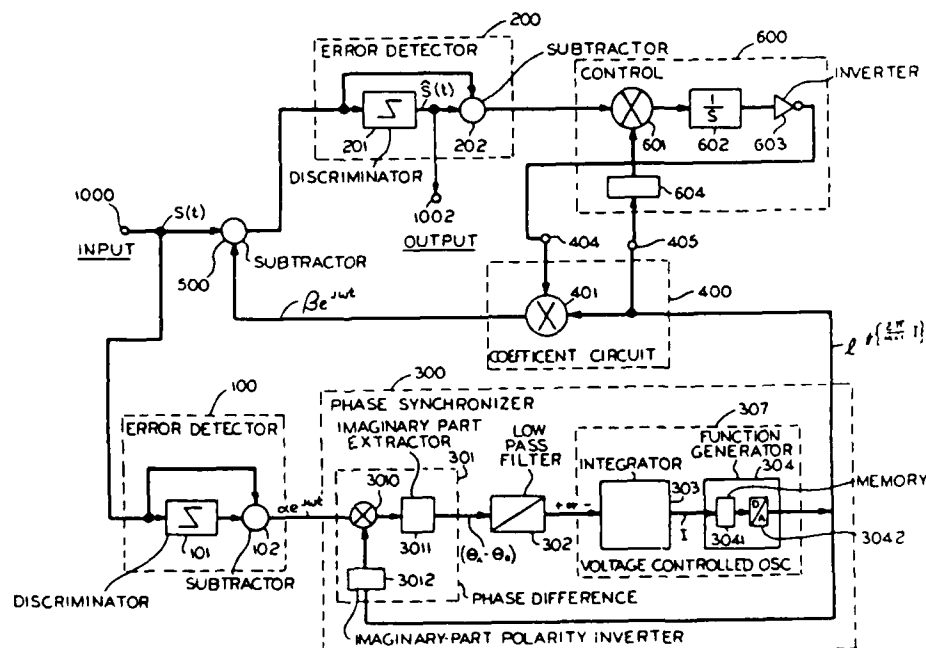 200
ERROR DETECTOR
SUBTRACTOR
600
CONTROL
INVERTER
Ŝ(t)
201
202
601
1/S
602
603
DISCRIMINATOR
604
1000
S(t)
1002
404
405
INPUT
OUTPUT
500
SUBTRACTOR
400
βe^jωt
401
COEFFICENT CIRCUIT
300
100
PHASE SYNCHRONIZER
307
ERROR DETECTOR
IMAGINARY PART
EXTRACTOR
LOW
PASS
FILTER
FUNCTION
GENERATOR
301
INTEGRATOR
304
MEMORY
3010
αe^jωt
+ or -
303
D/A
101
102
3011
(θA - θB)
302
I
3041
3042
SUBTRACTOR
3012
VOLTAGE CONTROLLED OSC
DISCRIMINATOR
PHASE DIFFERENCE
IMAGINARY-PART POLARITY INVERTER